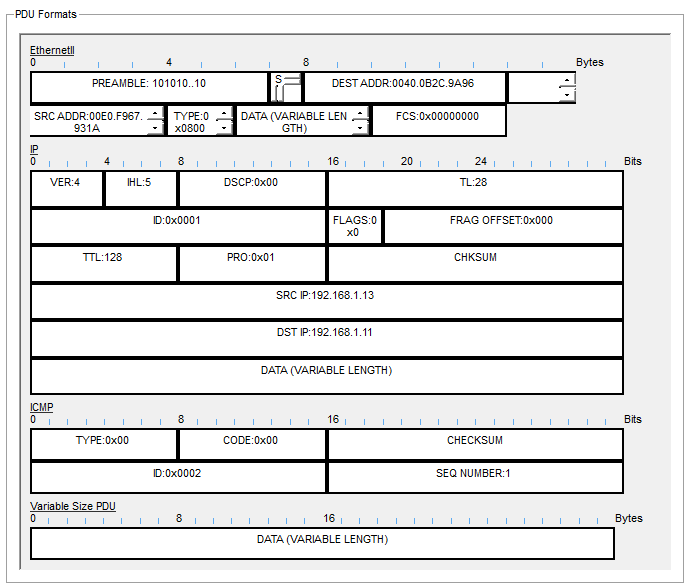 PDU Formats
EthernetII
0 4 8 Bytes
PREAMBLE: 101010..10 S DEST ADDR:0040.0B2C.9A96
SRC ADDR:00E0.F967. TYPE:0 DATA (VARIABLE LEN FCS:0x00000000
931A x0800 GTH)
IP
0 4 8 16 20 24 Bits
VER:4 IHL:5 DSCP:0x00 TL:28
ID:0x0001 FLAGS:0 FRAG OFFSET:0x000
x0
TTL:128 PRO:0x01 CHKSUM
SRC IP:192.168.1.13
DST IP:192.168.1.11
DATA (VARIABLE LENGTH)
ICMP
0 8 16 Bits
TYPE:0x00 CODE:0x00 CHECKSUM
ID:0x0002 SEQ NUMBER:1
Variable Size PDU
0 8 16 Bytes
DATA (VARIABLE LENGTH)